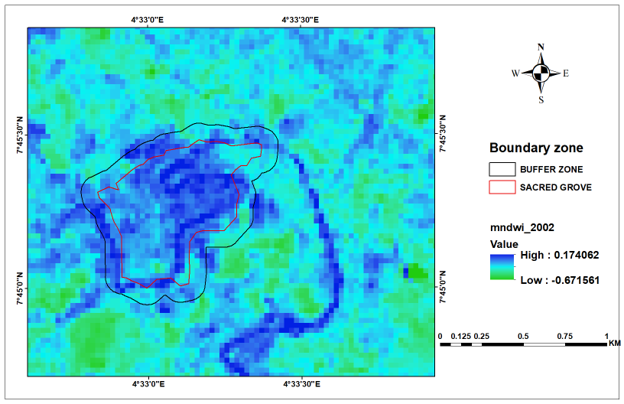 4°33'0"E 4°33'30"E
7°45'30"N 7°45'30"N
7°45'0"N 7°45'0"N
4°33'0"E 4°33'30"E
N
W E
S
Boundary zone
BUFFER ZONE
SACRED GROVE
mndwi_2002
Value
High : 0.174062
Low : -0.671561
0 0.125 0.25 0.5 0.75 1
KM